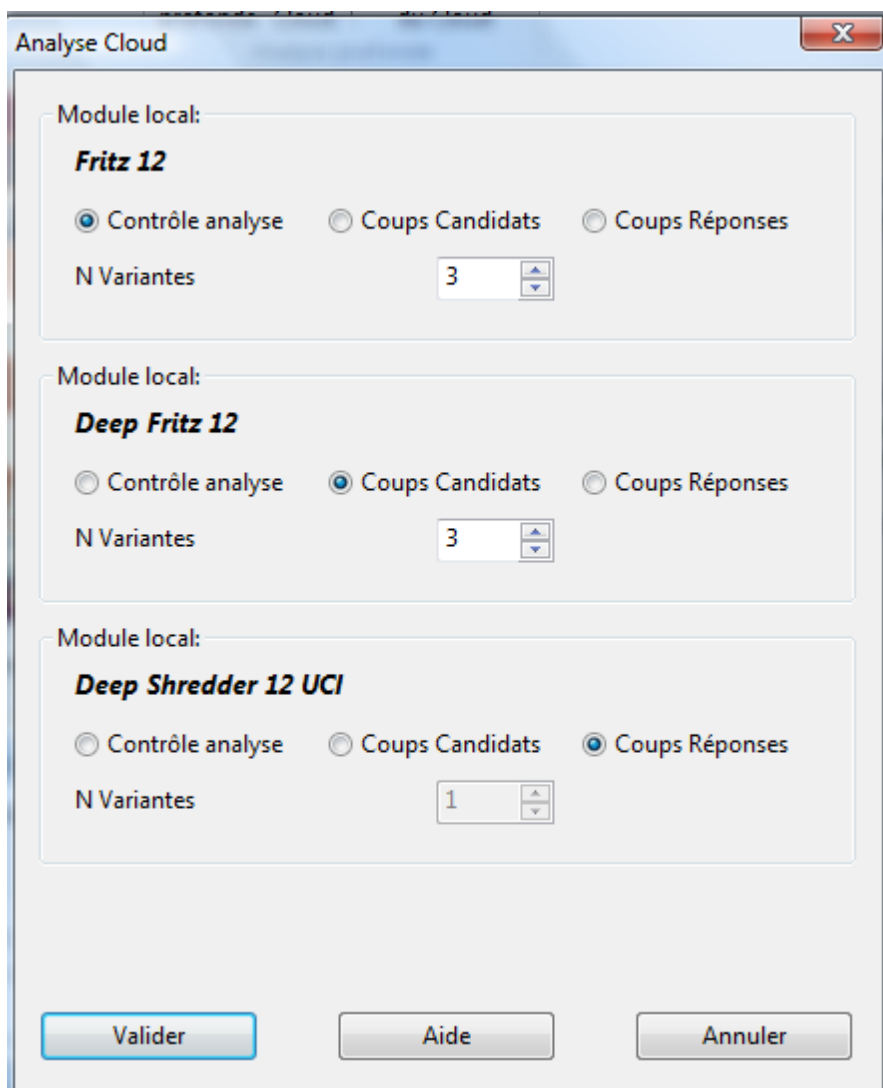 Analyse Cloud
Module local:
Fritz 12
Contrôle analyse Coups Candidats Coups Réponses
N Variantes 3
Module local:
Deep Fritz 12
Contrôle analyse Coups Candidats Coups Réponses
N Variantes 3
Module local:
Deep Shredder 12 UCI
Contrôle analyse Coups Candidats Coups Réponses
N Variantes 1
Valider Aide Annuler